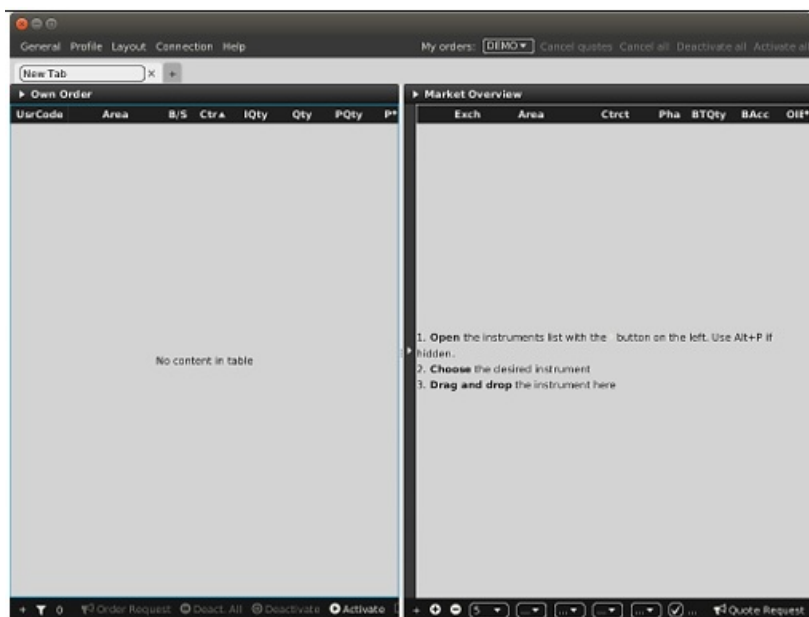 General Profile Layout Connection Help
My orders: DEMO Cancel quotes Cancel all Deactivate all Activate all
New Tab
Own Order
UsrCode Area B/S Ctr IQty Qty PQty P*
No content in table
+ 0 Order Request Deact. All Deactivate Activate
Market Overview
Exch Area Ctrct Pha BTQty BAcc
1. Open the instruments list with the button on the left. Use Alt+P if
hidden.
2. Choose the desired instrument
3. Drag and drop the instrument here
+ 5 ... ... ... ... ... Quote Request